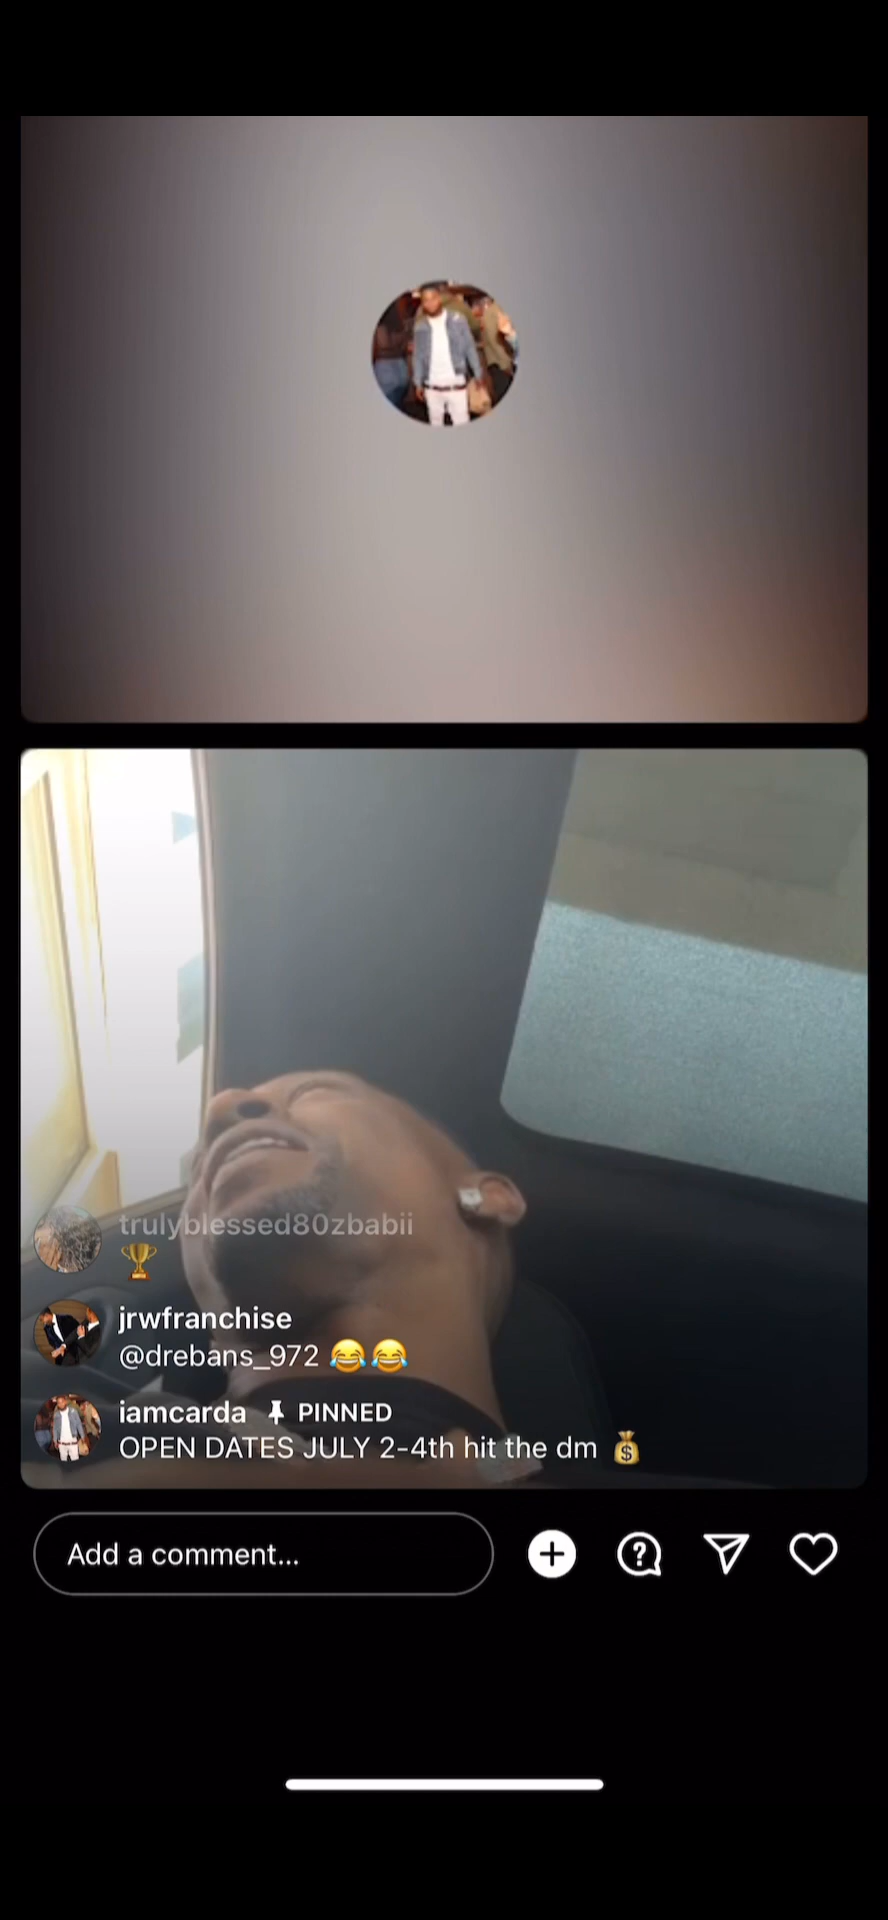 trulyblessed80zbabii
🏆
jrwfranchise
@drebans_972 😂😂
iamcarda 📌 PINNED
OPEN DATES JULY 2-4th hit the dm 💰
Add a comment...